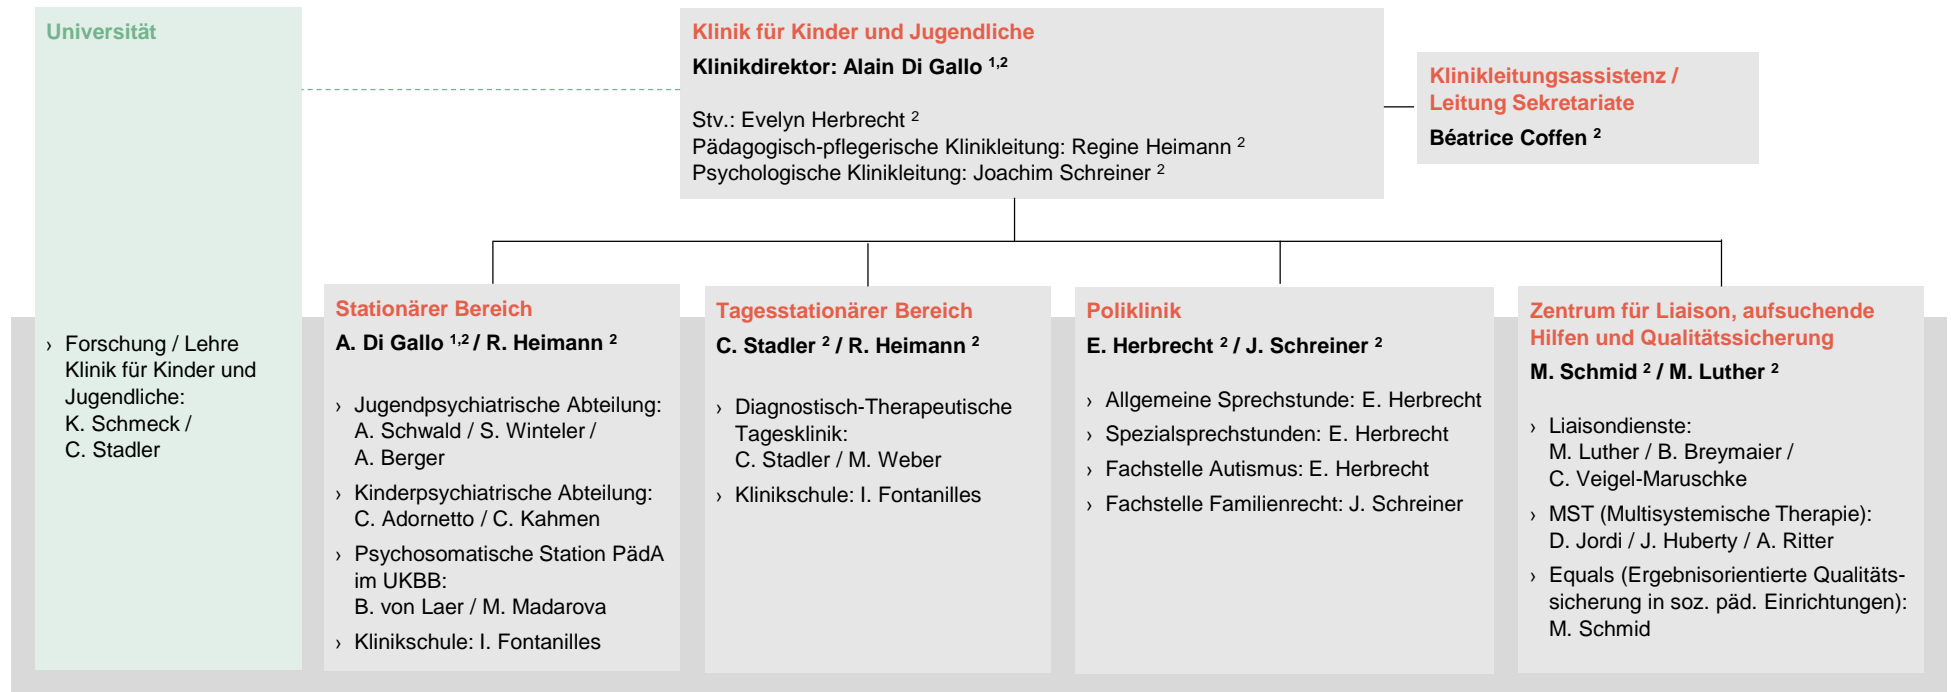 Universität
› Forschung / Lehre
Klinik für Kinder und
Jugendliche:
K. Schmeck /
C. Stadler
Klinik für Kinder und Jugendliche
Klinikdirektor: Alain Di Gallo 1,2
Stv.: Evelyn Herbrecht 2
Pädagogisch-pflegerische Klinikleitung: Regine Heimann 2
Psychologische Klinikleitung: Joachim Schreiner 2
Klinikleitungsassistenz /
Leitung Sekretariate
Béatrice Coffen 2
Stationärer Bereich
A. Di Gallo 1,2 / R. Heimann 2
› Jugendpsychiatrische Abteilung:
A. Schwald / S. Winteler /
A. Berger
› Kinderpsychiatrische Abteilung:
C. Adornetto / C. Kahmen
› Psychosomatische Station PädA
im UKBB:
B. von Laer / M. Madarova
› Klinikschule: I. Fontanilles
Tagesstationärer Bereich
C. Stadler 2 / R. Heimann 2
› Diagnostisch-Therapeutische
Tagesklinik:
C. Stadler / M. Weber
› Klinikschule: I. Fontanilles
Poliklinik
E. Herbrecht 2 / J. Schreiner 2
› Allgemeine Sprechstunde: E. Herbrecht
› Spezialsprechstunden: E. Herbrecht
› Fachstelle Autismus: E. Herbrecht
› Fachstelle Familienrecht: J. Schreiner
Zentrum für Liaison, aufsuchende
Hilfen und Qualitätssicherung
M. Schmid 2 / M. Luther 2
› Liaisondienste:
M. Luther / B. Breymaier /
C. Veigel-Maruschke
› MST (Multisystemische Therapie):
D. Jordi / J. Huberty / A. Ritter
› Equals (Ergebnisorientierte Qualitäts-
sicherung in soz. päd. Einrichtungen):
M. Schmid